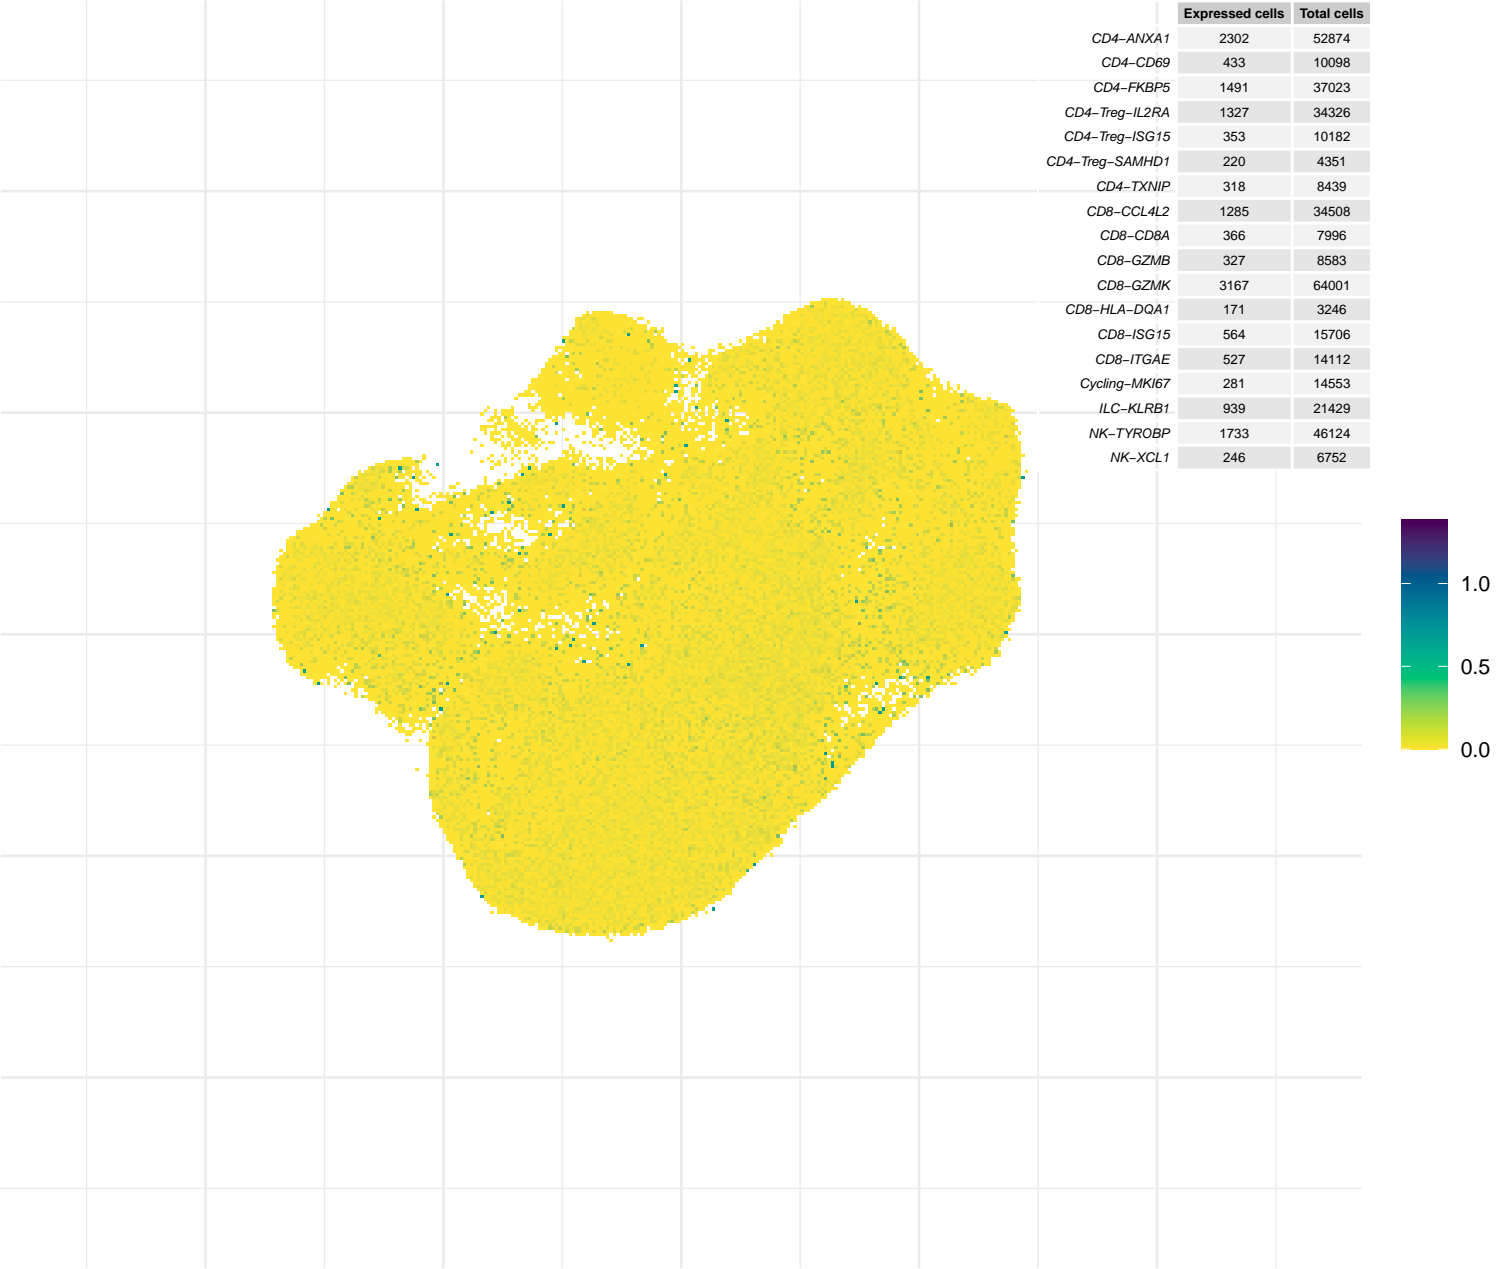 Expressed cells Total cells
CD4−ANXA1 2302 52874
CD4−CD69 433 10098
CD4−FKBP5 1491 37023
CD4−Treg−IL2RA 1327 34326
CD4−Treg−ISG15 353 10182
CD4−Treg−SAMHD1 220 4351
CD4−TXNIP 318 8439
CD8−CCL4L2 1285 34508
CD8−CD8A 366 7996
CD8−GZMB 327 8583
CD8−GZMK 3167 64001
CD8−HLA−DQA1 171 3246
CD8−ISG15 564 15706
CD8−ITGAE 527 14112
Cycling−MKI67 281 14553
ILC−KLRB1 939 21429
NK−TYROBP 1733 46124
NK−XCL1 246 6752
1.0
0.5
0.0